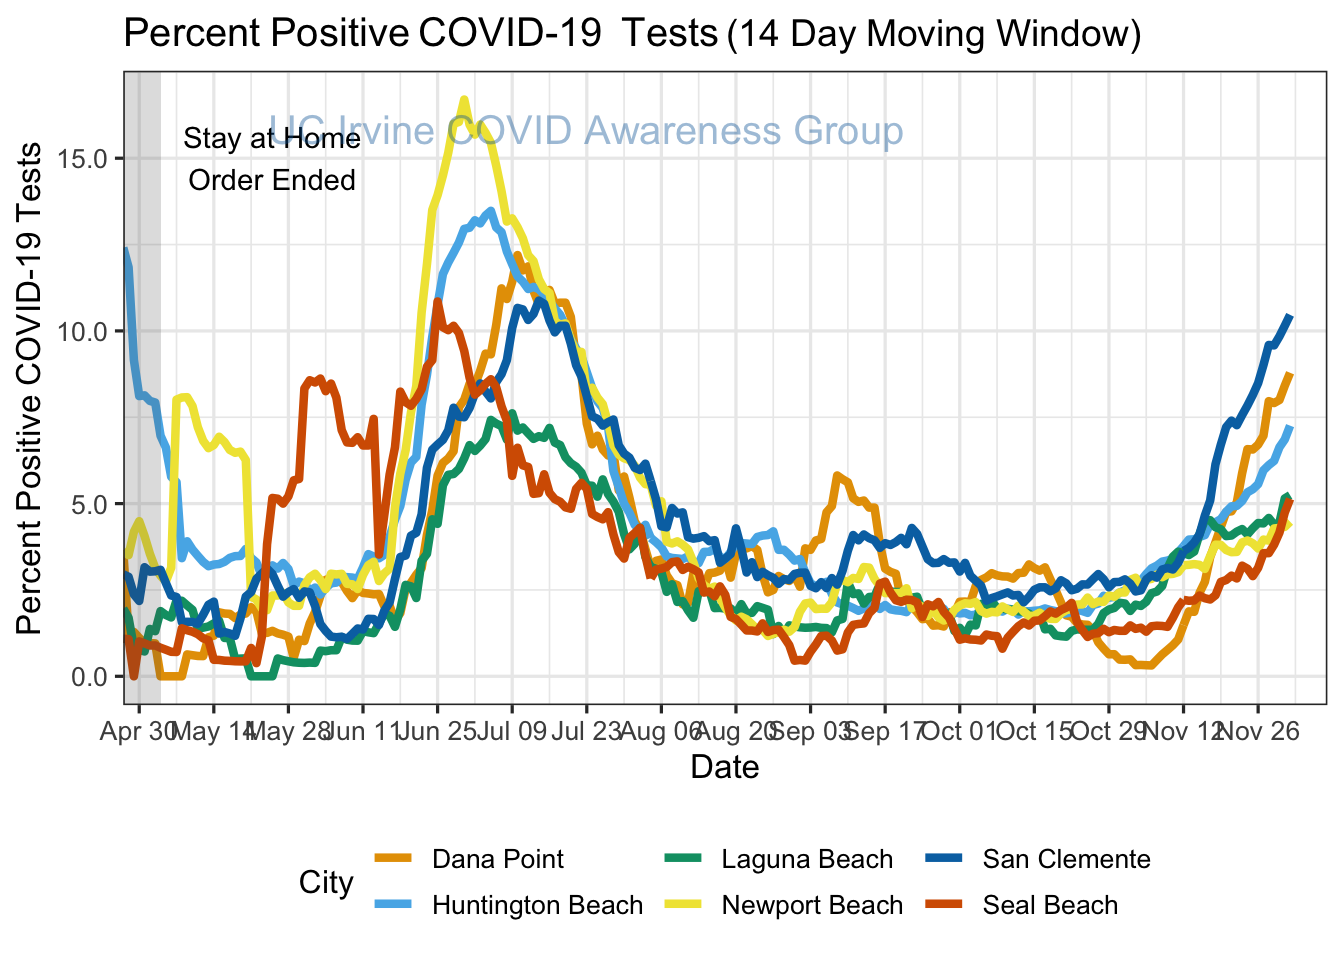 Percent Positive COVID-19 Tests (14 Day Moving Window)
UC Irvine COVID Awareness Group
Stay at Home
Order Ended
Percent Positive COVID-19 Tests
15.0
10.0
5.0
0.0
Apr 30 May 14 May 28 Jun 11 Jun 25 Jul 09 Jul 23 Aug 06 Aug 20 Sep 03 Sep 17 Oct 01 Oct 15 Oct 29 Nov 12 Nov 26
Date
City
Dana Point Laguna Beach San Clemente
Huntington Beach Newport Beach Seal Beach